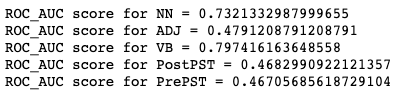 ROC_AUC score for NN = 0.7321332987999655
ROC_AUC score for ADJ = 0.4791208791208791
ROC_AUC score for VB = 0.797416163648558
ROC_AUC score for PostPST = 0.4682990922121357
ROC_AUC score for PrePST = 0.46705685618729104